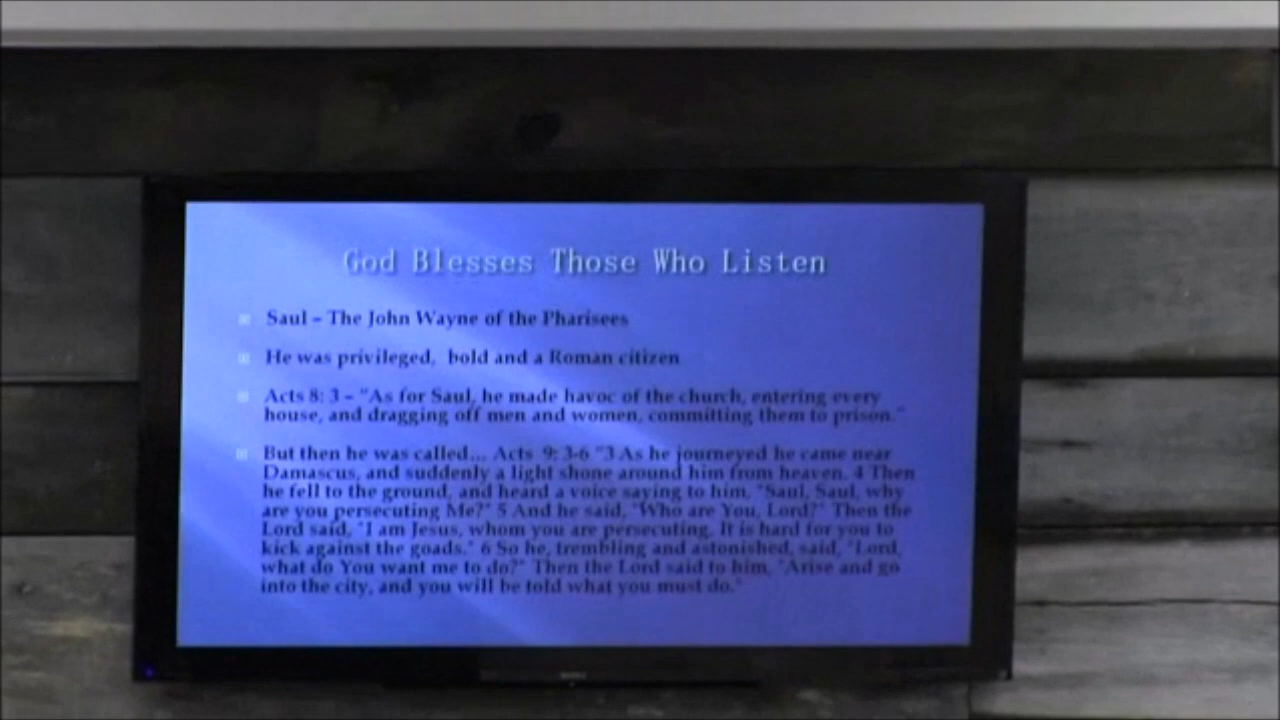 God Blesses Those Who Listen
Saul – The John Wayne of the Pharisees
He was privileged, bold and a Roman citizen
Acts 8: 3 – "As for Saul, he made havoc of the church, entering every
house, and dragging off men and women, committing them to prison."
But then he was called... Acts 9: 3-6 "3 As he journeyed he came near
Damascus, and suddenly a light shone around him from heaven. 4 Then
he fell to the ground, and heard a voice saying to him, "Saul, Saul, why
are you persecuting Me?" 5 And he said, "Who are You, Lord?" Then the
Lord said, "I am Jesus, whom you are persecuting. It is hard for you to
kick against the goads." 6 So he, trembling and astonished, said, "Lord,
what do You want me to do?" Then the Lord said to him, "Arise and go
into the city, and you will be told what you must do."